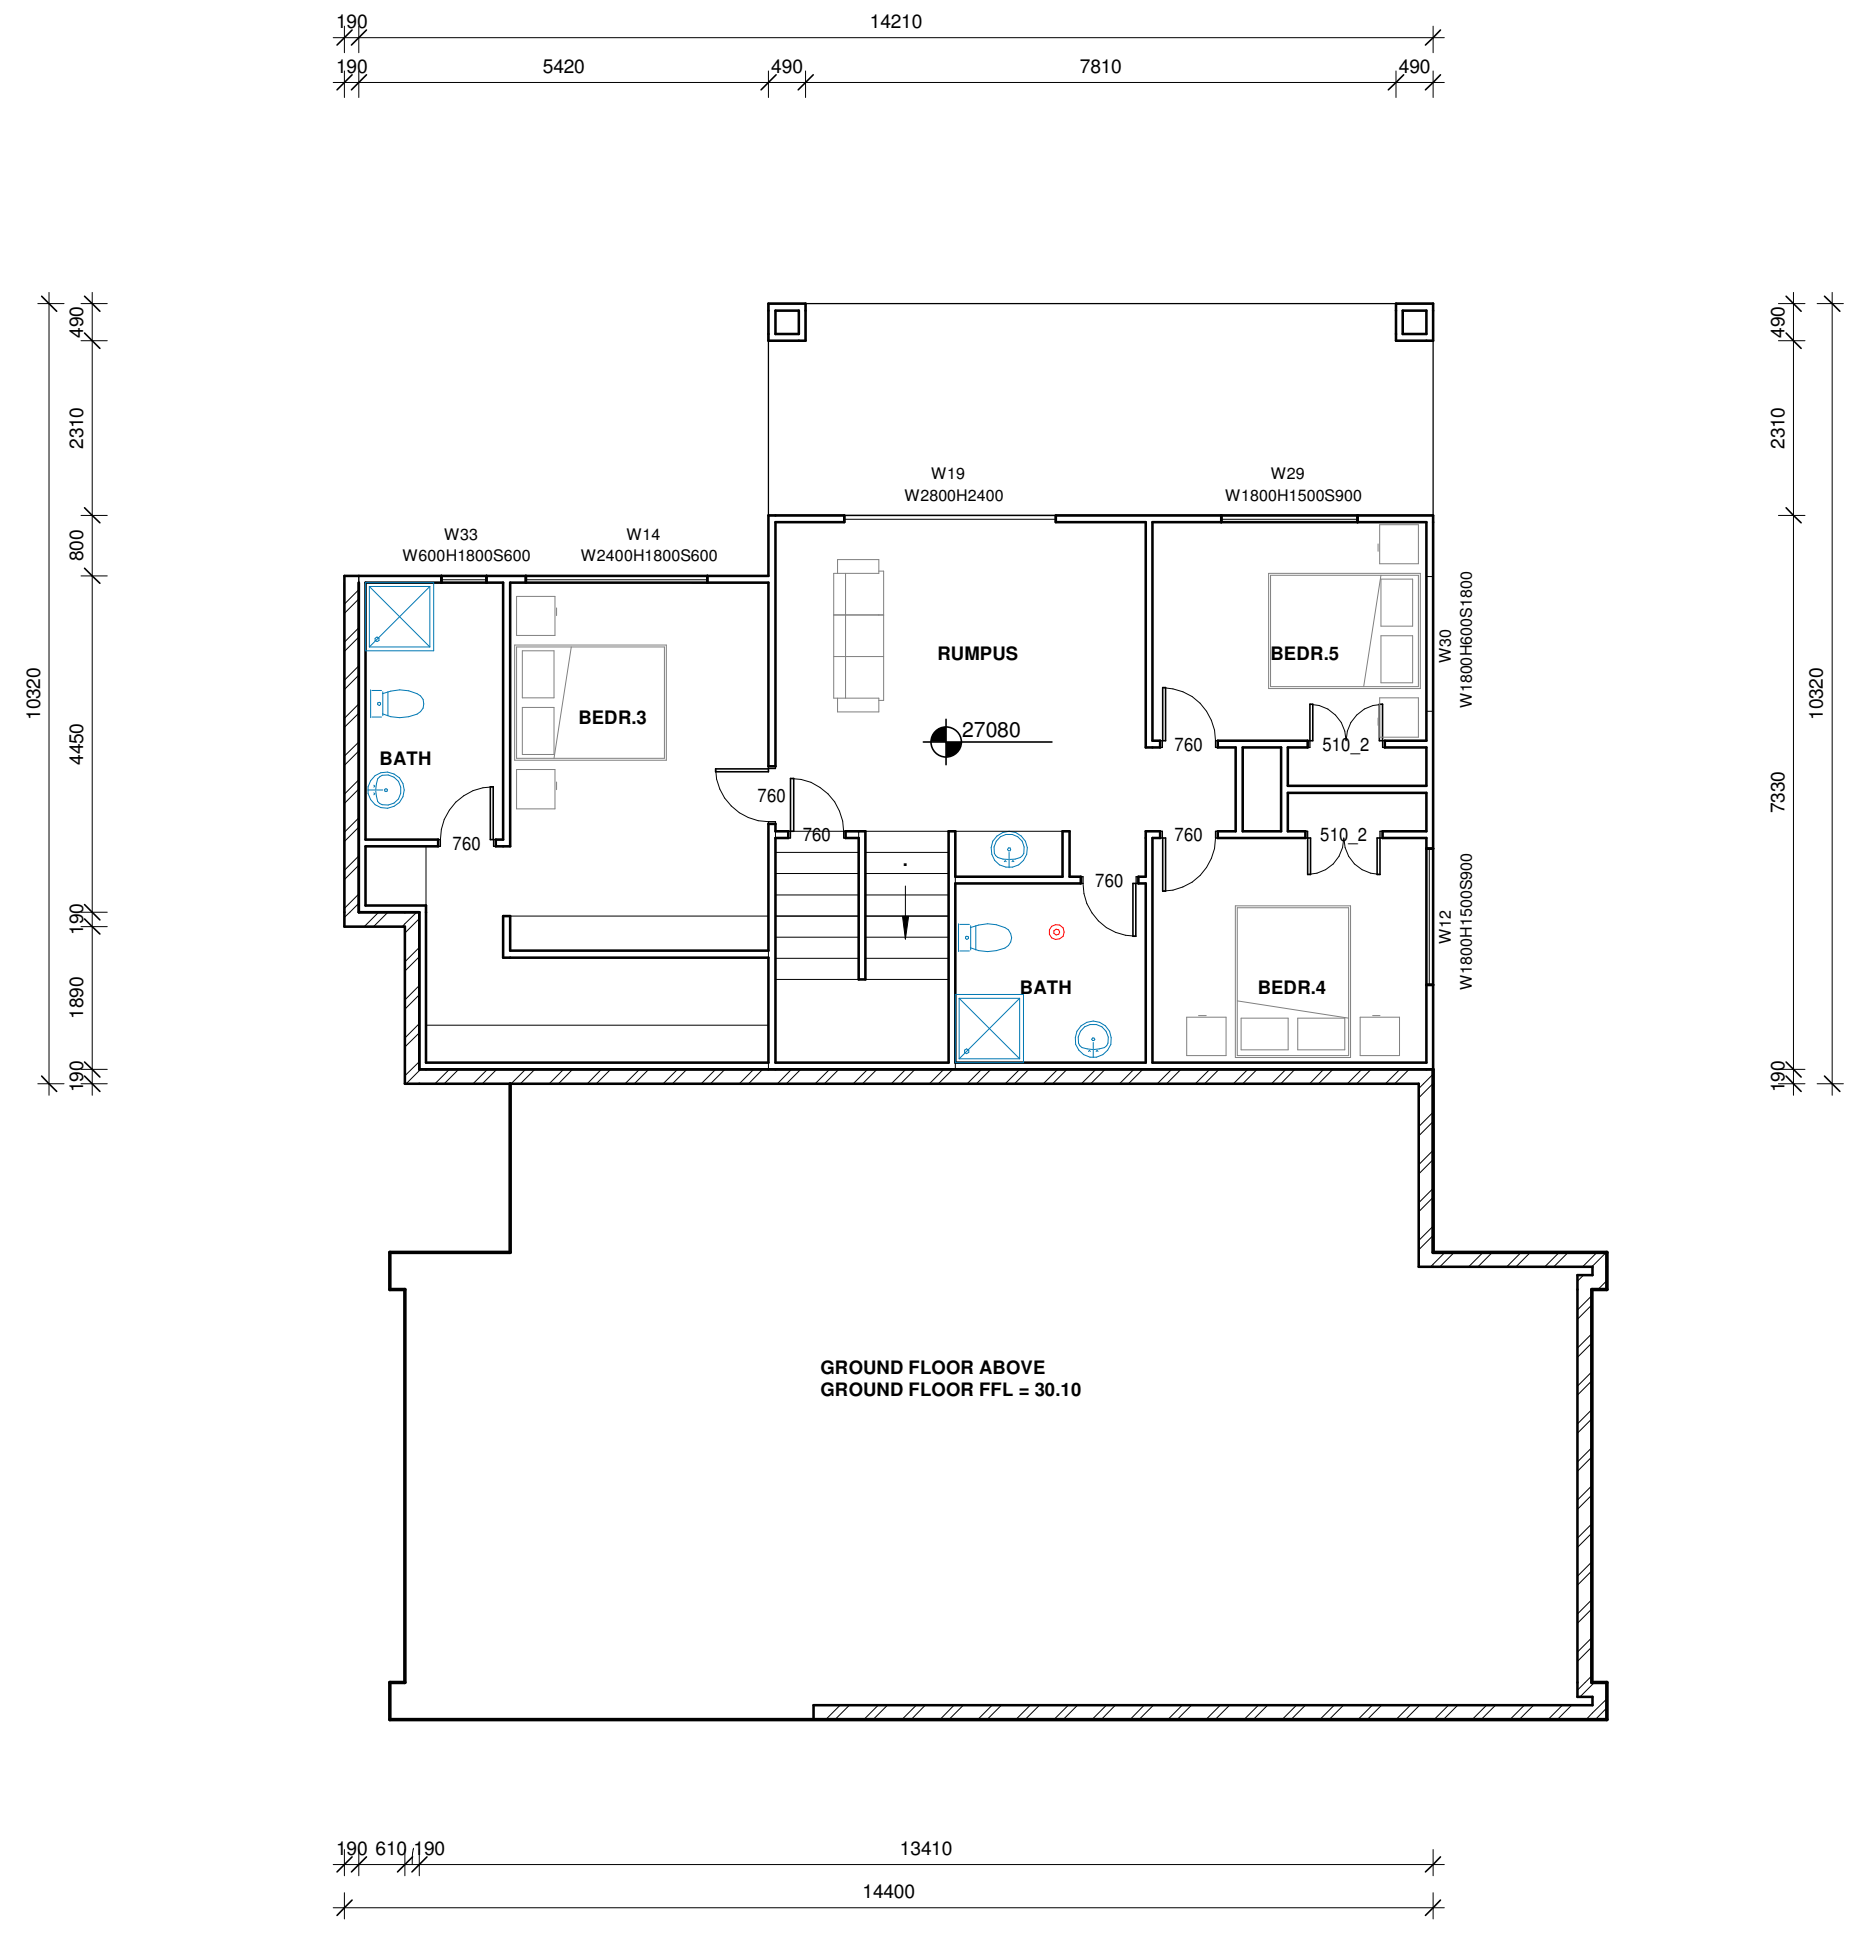 190 14210
190 5420 490 7810 490
490
2310
800
4450
190
1890
190
10320
490
2310
7330
190
10320
W19
W2800H2400
W29
W1800H1500S900
W33
W600H1800S600
W14
W2400H1800S600
W30
W1800H600S1800
W12
W1800H1500S900
RUMPUS
BEDR.5
BEDR.3
27080
BATH
760
510_2
760
760
760
510_2
760
760
BATH
BEDR.4
GROUND FLOOR ABOVE
GROUND FLOOR FFL = 30.10
190 610 190 13410
14400